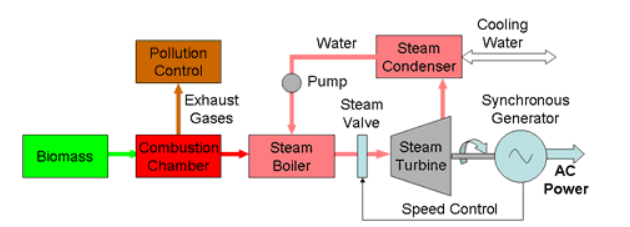 Cooling
Water
Water
Steam
Condenser
Pollution
Control
Pump
Exhaust
Gases
Steam
Valve
Synchronous
Generator
Biomass
Combustion
Chamber
Steam
Boiler
Steam
Turbine
AC
Power
Speed Control